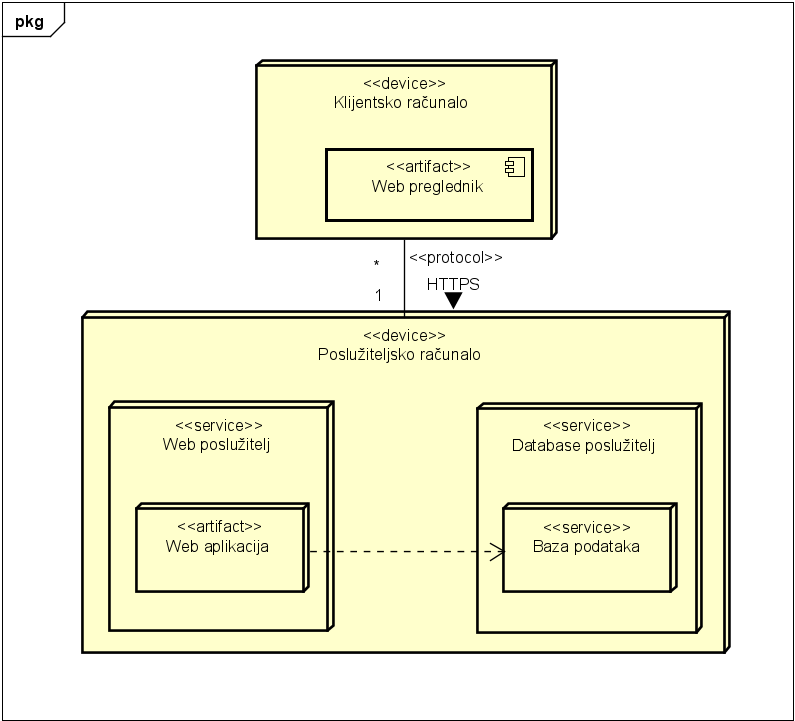 pkg
<<device>>
Klijentsko računalo
<<artifact>>
Web preglednik
*
<<protocol>>
HTTPS
1
<<device>>
Poslužiteljsko računalo
<<service>>
Web poslužitelj
<<service>>
Database poslužitelj
<<artifact>>
Web aplikacija
<<service>>
Baza podataka